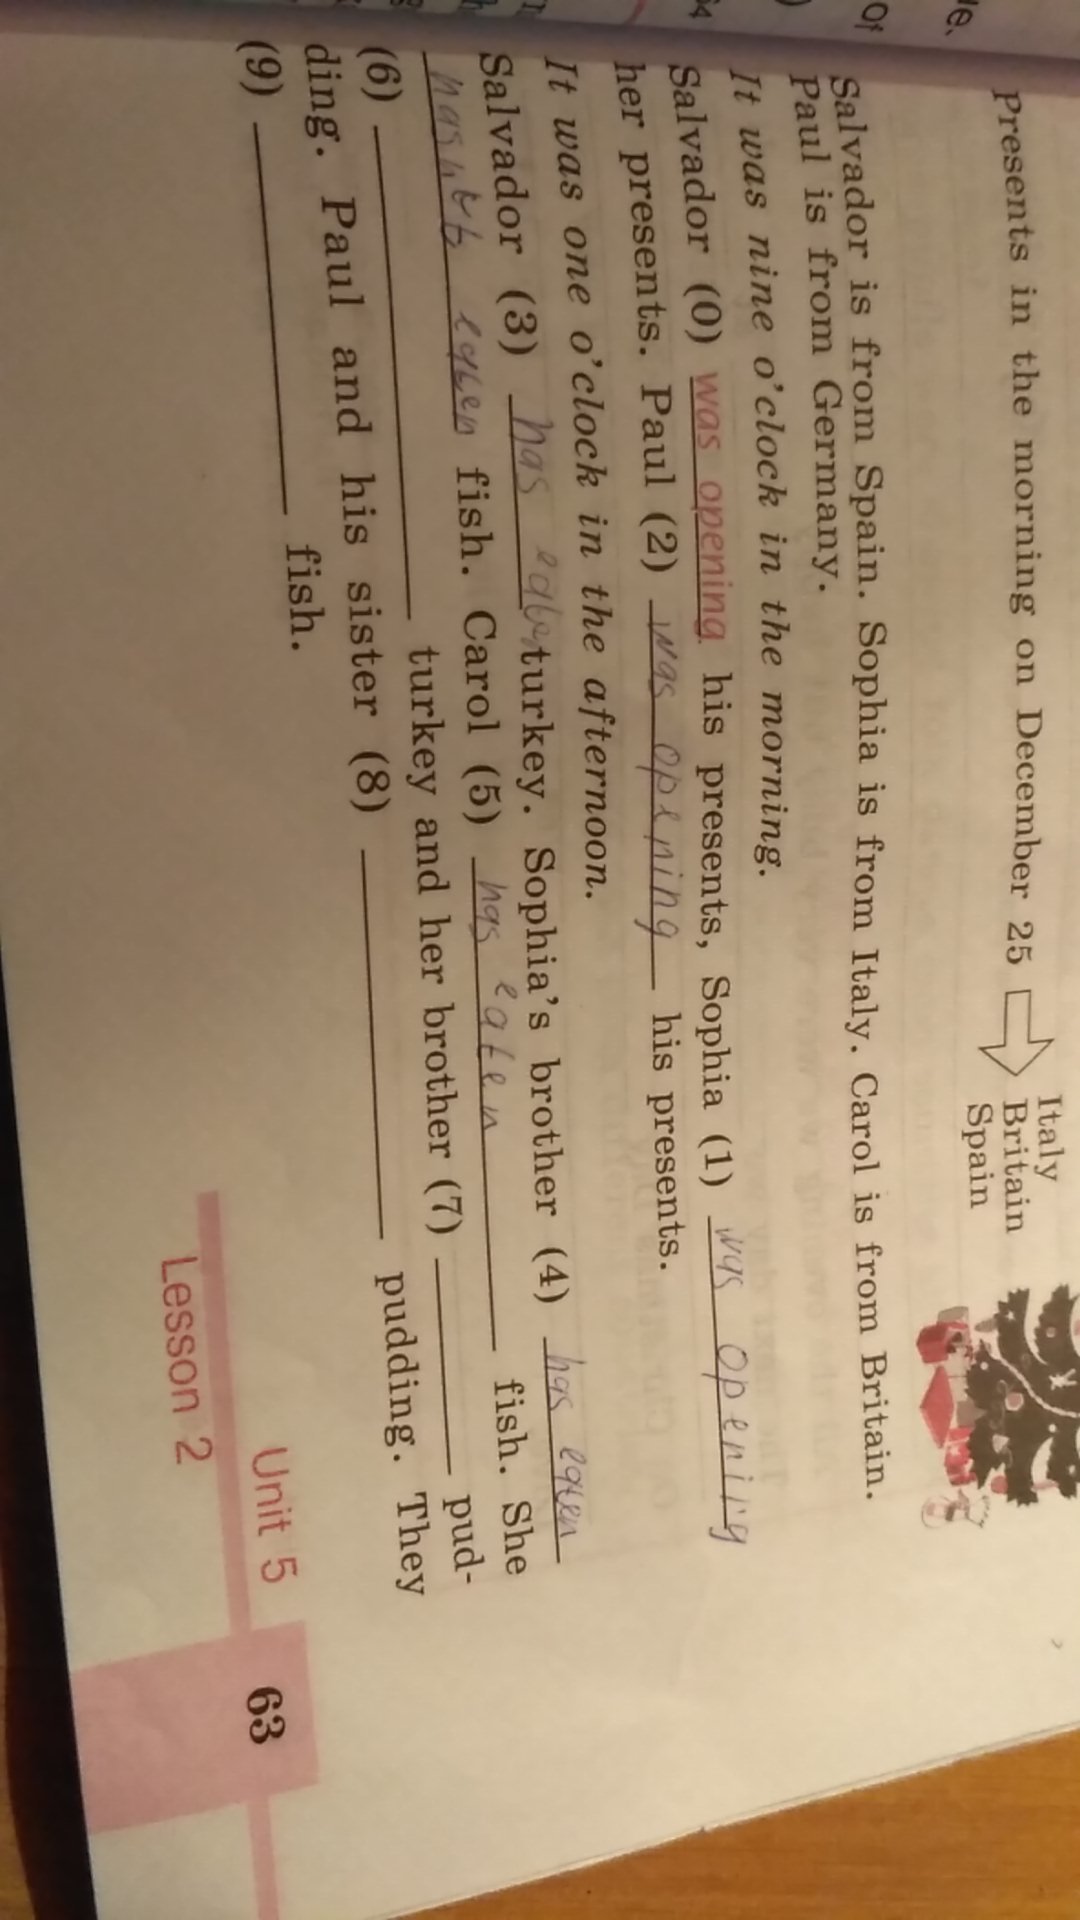 Presents in the morning on December 25
Italy
Britain
Spain
Salvador is from Spain. Sophia is from Italy. Carol is from Britain.
Paul is from Germany.
It was nine o'clock in the morning.
Salvador (0) was opening his presents, Sophia (1) was opening
her presents. Paul (2) was opening his presents.
It was one o'clock in the afternoon.
Salvador (3) has turkey. Sophia's brother (4) has
fish. Carol (5) has eaten fish. She
(6) turkey and her brother (7) pud-
ding. Paul and his sister (8) pudding. They
(9) fish.
Unit 5
Lesson 2
63